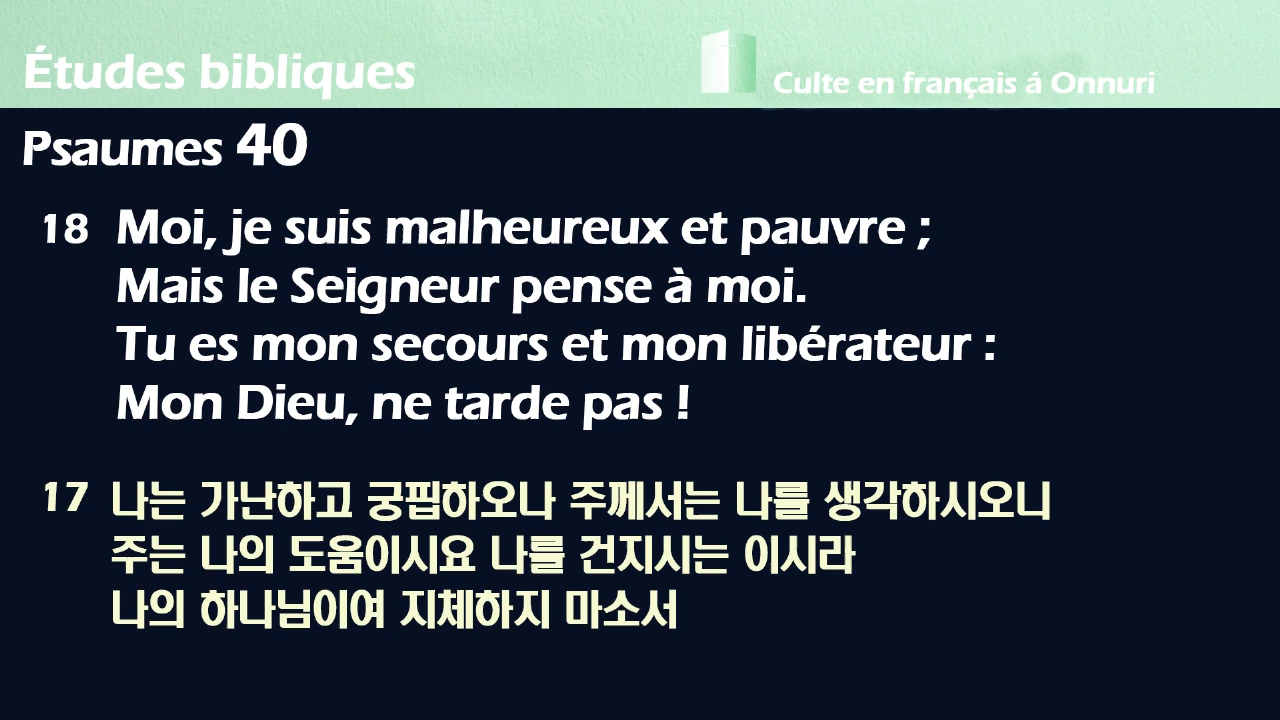 Études bibliques
Culte en français á Onnuri
Psaumes 40
18 Moi, je suis malheureux et pauvre ;
Mais le Seigneur pense à moi.
Tu es mon secours et mon libérateur :
Mon Dieu, ne tarde pas !
17 나는 가난하고 궁핍하오나 주께서는 나를 생각하시오니
주는 나의 도움이시요 나를 건지시는 이시라
나의 하나님이여 지체하지 마소서